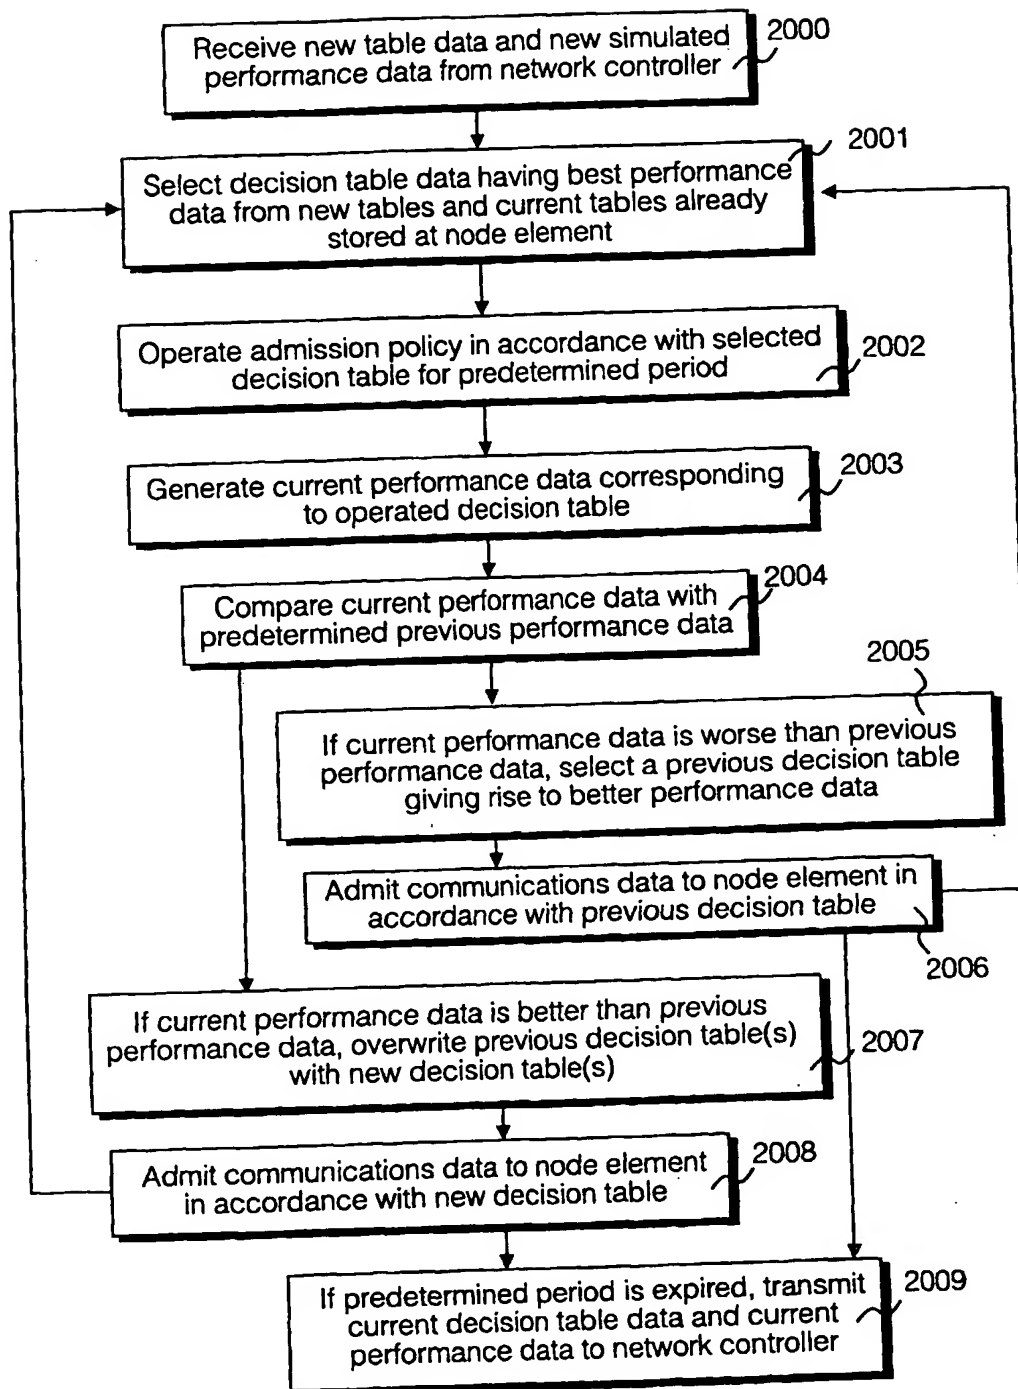 Receive new table data and new simulated
performance data from network controller
2000
Select decision table data having best performance
data from new tables and current tables already
stored at node element
2001
Operate admission policy in accordance with selected
decision table for predetermined period
2002
Generate current performance data corresponding
to operated decision table
2003
Compare current performance data with
predetermined previous performance data
2004
2005
If current performance data is worse than previous
performance data, select a previous decision table
giving rise to better performance data
Admit communications data to node element in
accordance with previous decision table
2006
If current performance data is better than previous
performance data, overwrite previous decision table(s)
with new decision table(s)
2007
Admit communications data to node element
in accordance with new decision table
2008
If predetermined period is expired, transmit
current decision table data and current
performance data to network controller
2009